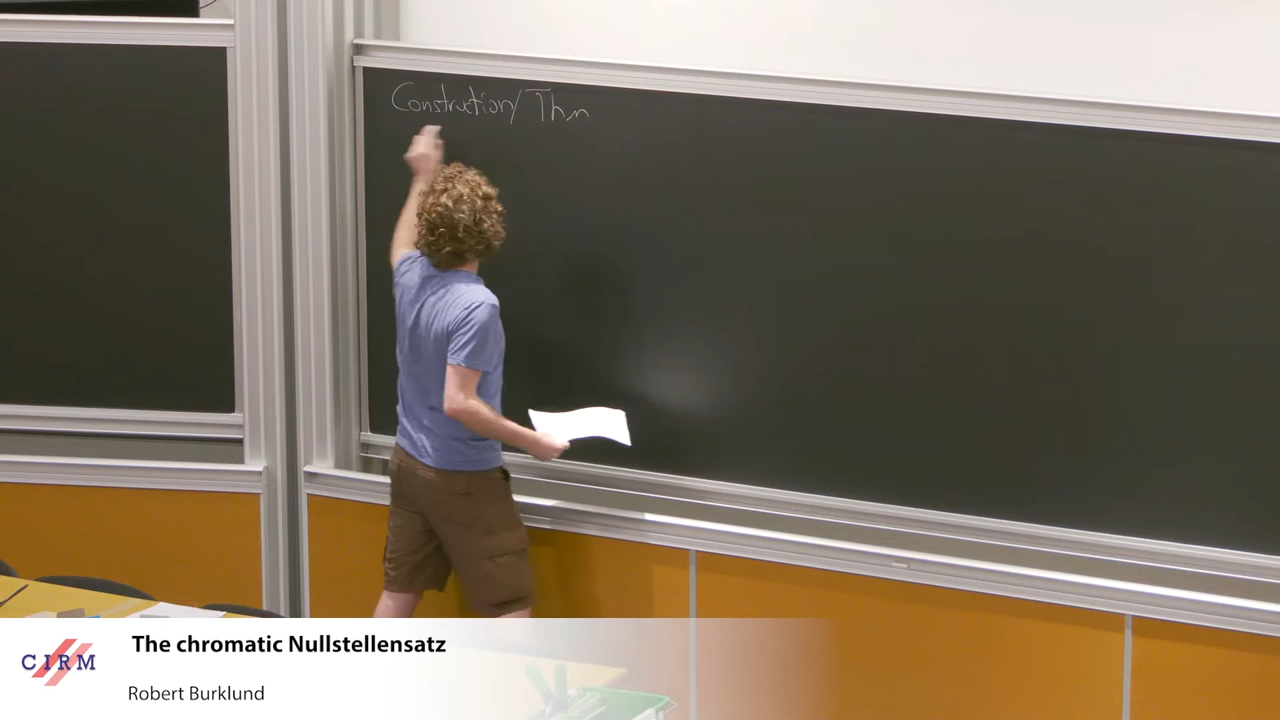 Construction/Thm
The chromatic Nullstellensatz
CIRM
Robert Burklund